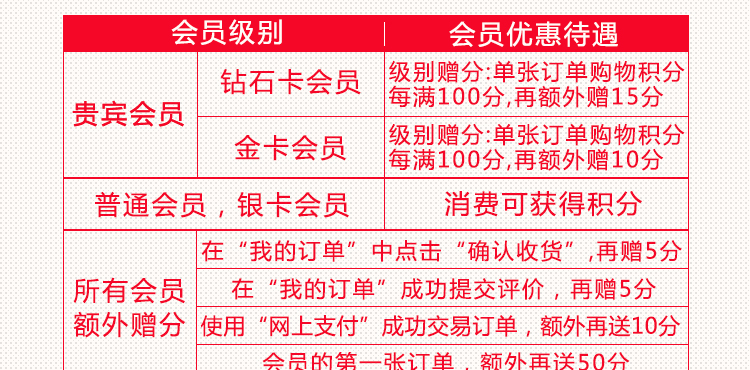 会员级别
会员优惠待遇
贵宾会员
钻石卡会员
级别赠分:单张订单购物积分
每满100分,再额外赠15分
金卡会员
级别赠分:单张订单购物积分
每满100分,再额外赠10分
普通会员，银卡会员
消费可获得积分
所有会员
额外赠分
在“我的订单”中点击“确认收货”,再赠5分
在“我的订单”成功提交评价，再赠5分
使用“网上支付”成功交易订单，额外再送10分
会员的第一张订单，额外再送50分